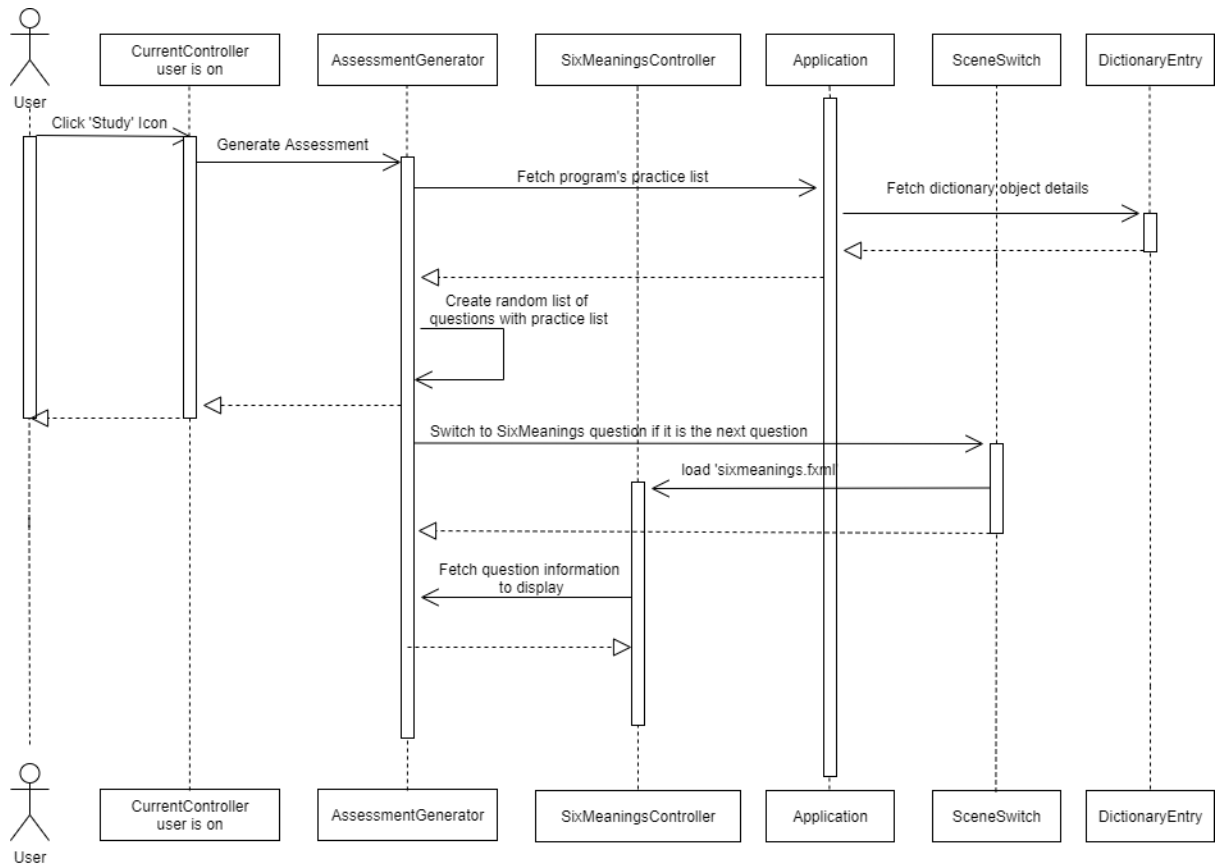 CurrentController
user is on
AssessmentGenerator
SixMeaningsController
Application
SceneSwitch
DictionaryEntry
User
Click 'Study' Icon
Generate Assessment
Fetch program's practice list
Fetch dictionary object details
Create random list of
questions with practice list
Switch to SixMeanings question if it is the next question
load 'sixmeanings.fxml'
Fetch question information
to display
CurrentController
user is on
AssessmentGenerator
SixMeaningsController
Application
SceneSwitch
DictionaryEntry
User